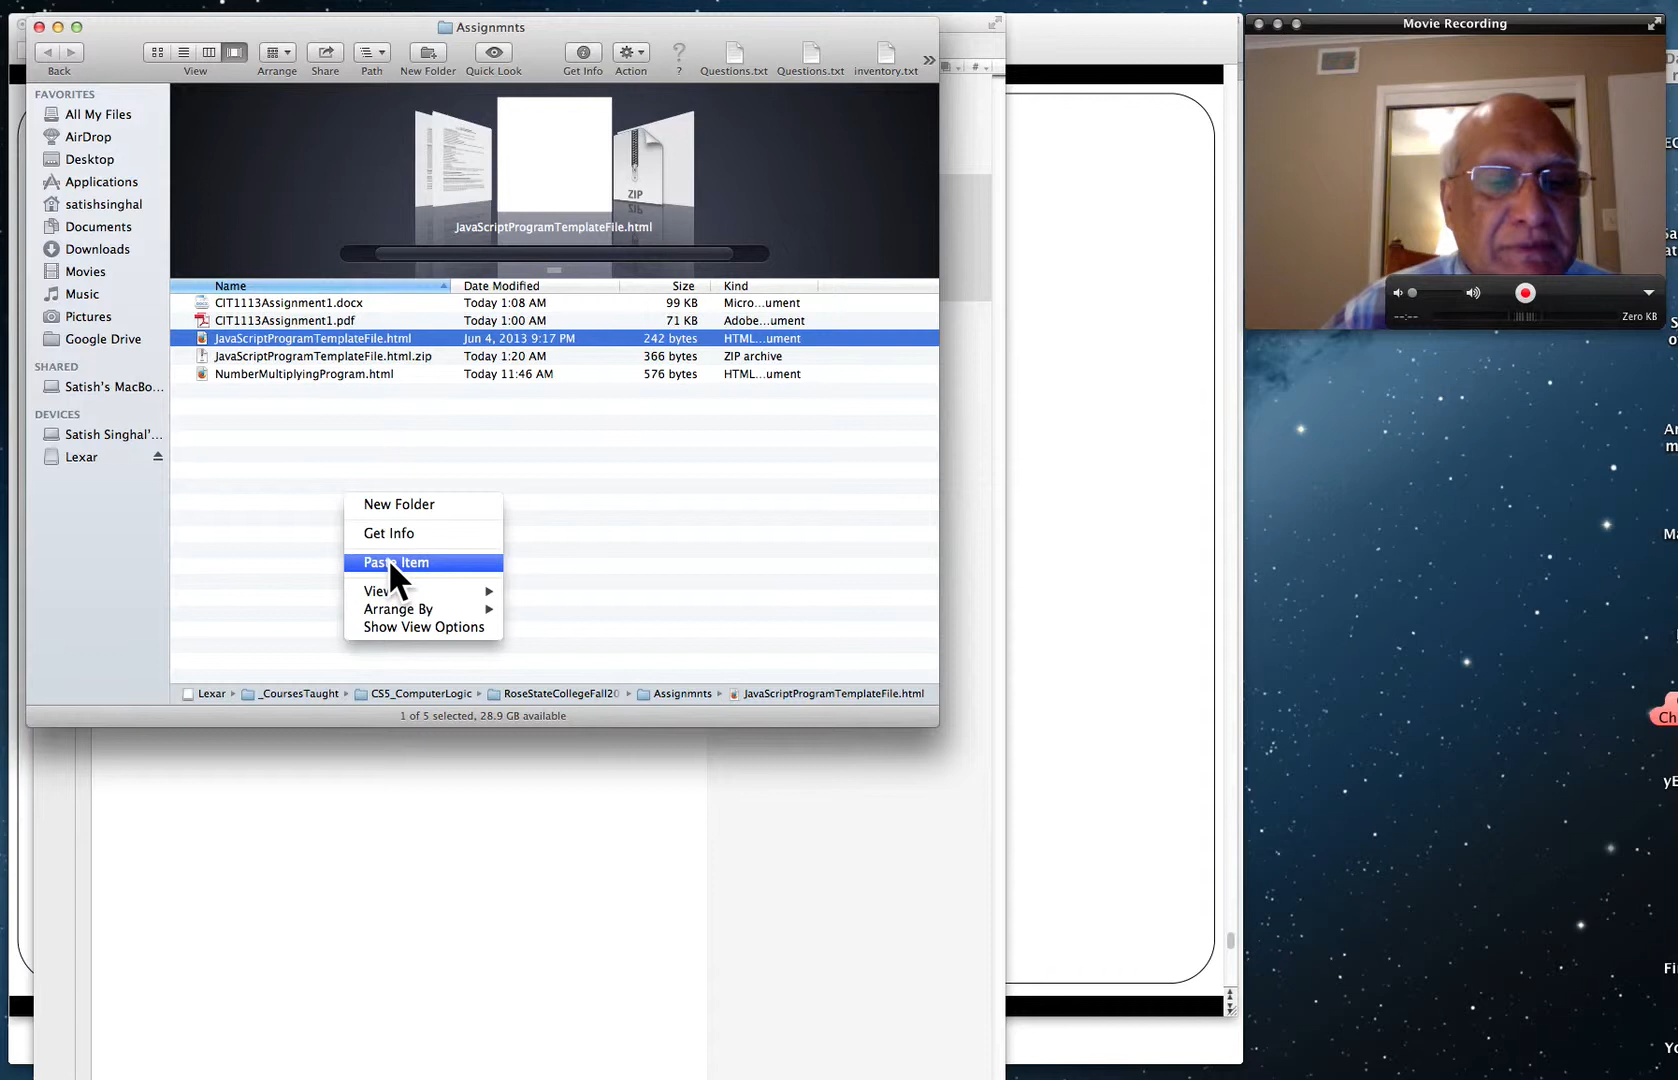 Assignmnts
Movie Recording
Back
View
Arrange
Share
Path
New Folder
Quick Look
Get Info
Action
?
?
Questions.txt
Questions.txt
inventory.txt
»
FAVORITES
All My Files
AirDrop
Desktop
Applications
satishsinghal
Documents
Downloads
Movies
Music
Pictures
Google Drive
SHARED
Satish's MacBo...
DEVICES
Satish Singhal'...
Lexar
ZIP
JavaScriptProgramTemplateFile.html
Name Date Modified Size Kind
CIT1113Assignment1.docx Today 1:08 AM 99 KB Micro...ument
CIT1113Assignment1.pdf Today 1:00 AM 71 KB Adobe...ument
JavaScriptProgramTemplateFile.html Jun 4, 2013 9:17 PM 242 bytes HTML...ument
JavaScriptProgramTemplateFile.html.zip Today 1:20 AM 366 bytes ZIP archive
NumberMultiplyingProgram.html Today 11:46 AM 576 bytes HTML...ument
New Folder
Get Info
Paste Item
View
Arrange By
Show View Options
Lexar _CoursesTaught CS5_ComputerLogic RoseStateCollegeFall20 Assignmnts JavaScriptProgramTemplateFile.html
1 of 5 selected, 28.9 GB available
--:--
Zero KB
Ch
Fi